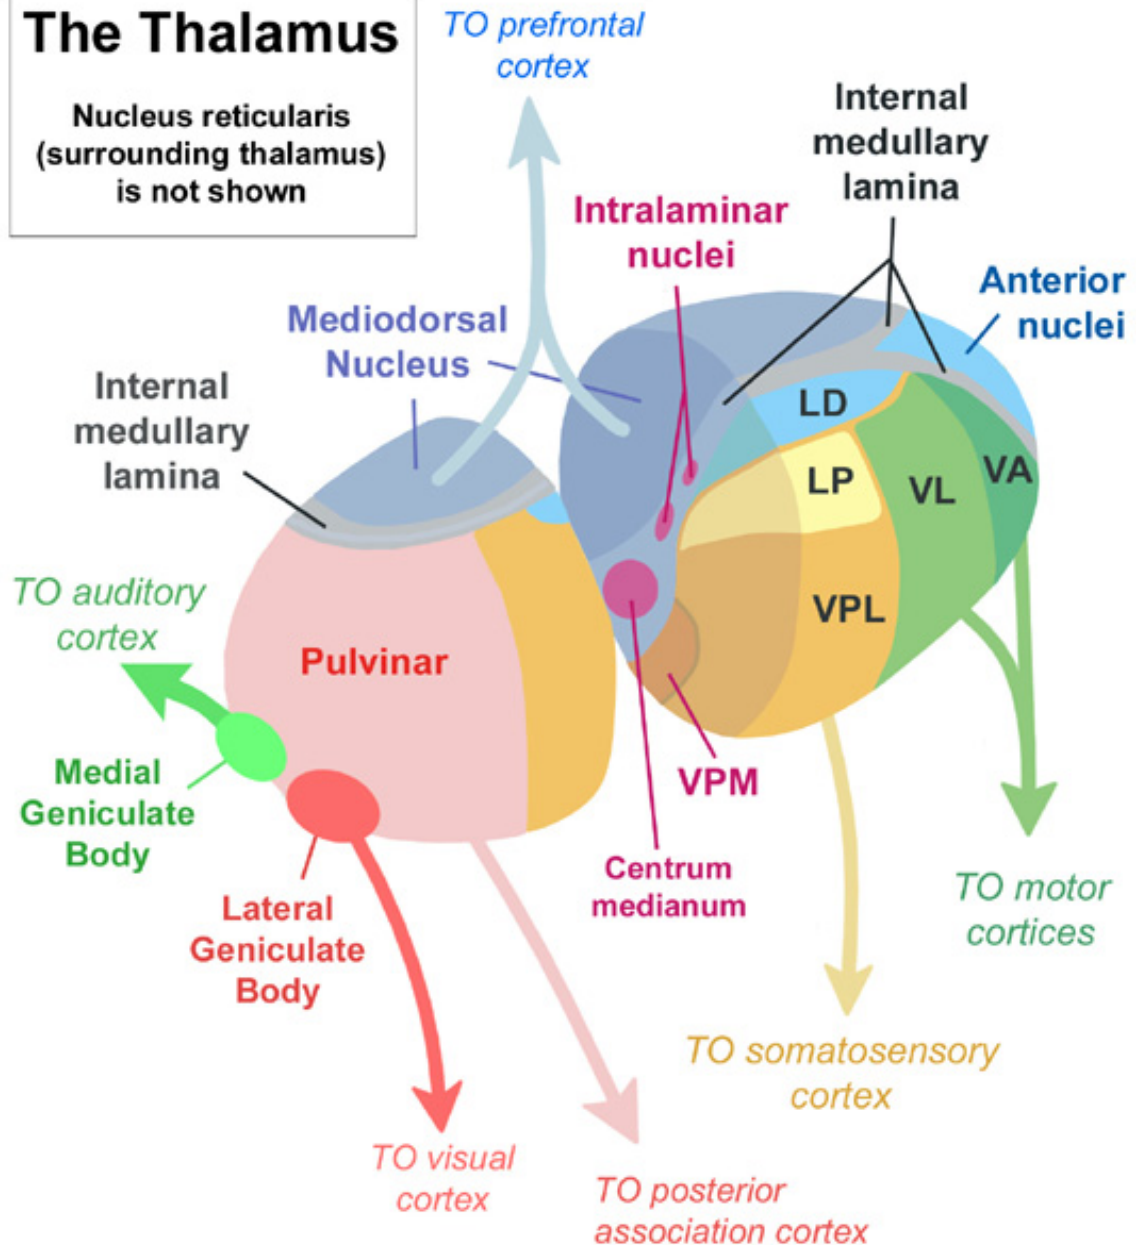 The Thalamus
Nucleus reticularis
(surrounding thalamus)
is not shown
TO prefrontal
cortex
Internal
medullary
lamina
Intralaminar
nuclei
Anterior
nuclei
Mediodorsal
Nucleus
Internal
medullary
lamina
LD
LP
VL
VA
VPL
TO auditory
cortex
Pulvinar
Medial
Geniculate
Body
VPM
Centrum
medianum
Lateral
Geniculate
Body
TO motor
cortices
TO somatosensory
cortex
TO visual
cortex
TO posterior
association cortex